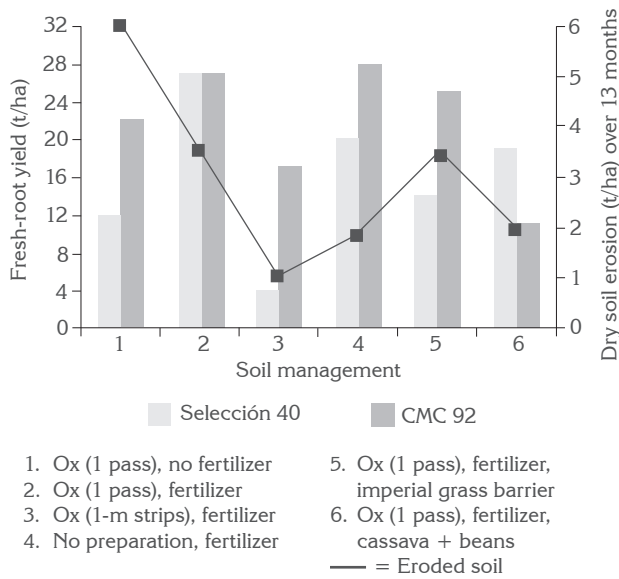 Fresh-root yield (t/ha)
32
28
24
20
16
12
8
4
0
6
5
4
3
2
1
0
Dry soil erosion (t/ha) over 13 months
1 2 3 4 5 6
Soil management
Selección 40 CMC 92
1. Ox (1 pass), no fertilizer
2. Ox (1 pass), fertilizer
3. Ox (1-m strips), fertilizer
4. No preparation, fertilizer
5. Ox (1 pass), fertilizer,
imperial grass barrier
6. Ox (1 pass), fertilizer,
cassava + beans
= Eroded soil